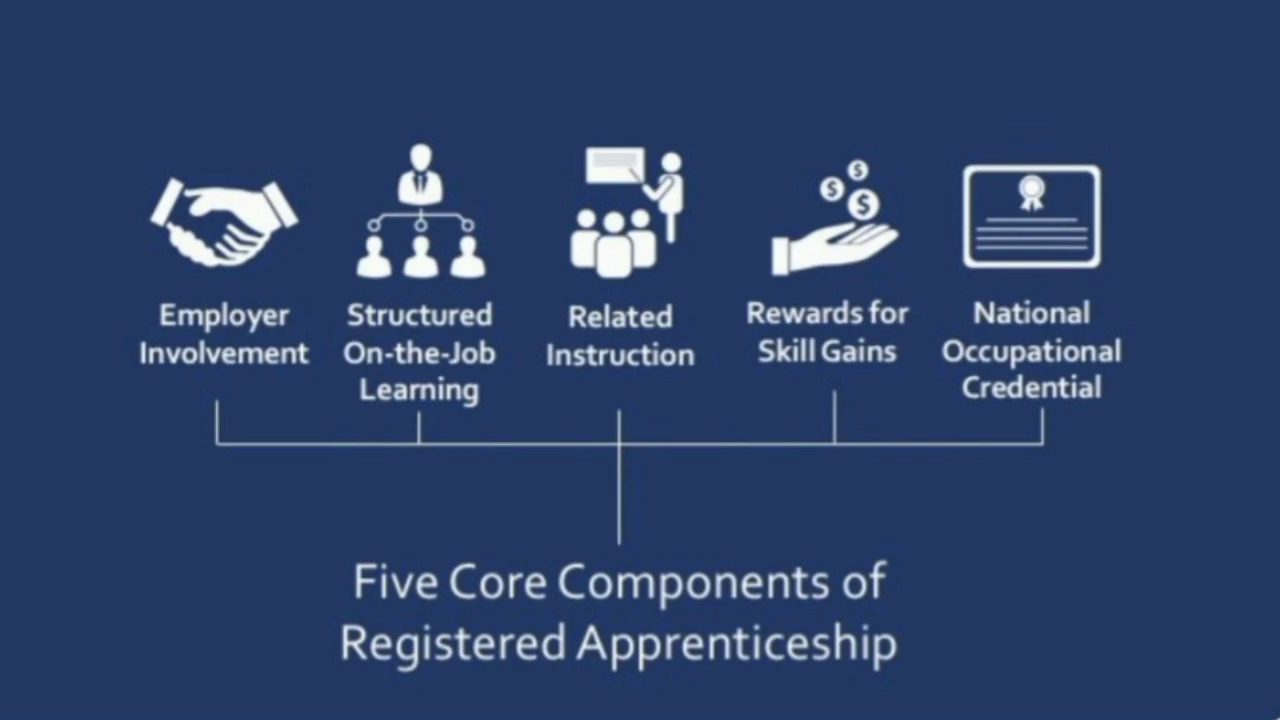 Employer
Involvement
Structured
On-the-Job
Learning
Related
Instruction
Rewards for
Skill Gains
National
Occupational
Credential
Five Core Components of
Registered Apprenticeship